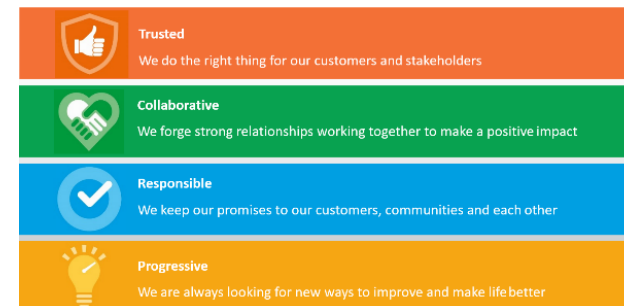 Trusted
We do the right thing for our customers and stakeholders
Collaborative
We forge strong relationships working together to make a positive impact
Responsible
We keep our promises to our customers, communities and each other
Progressive
We are always looking for new ways to improve and make life better